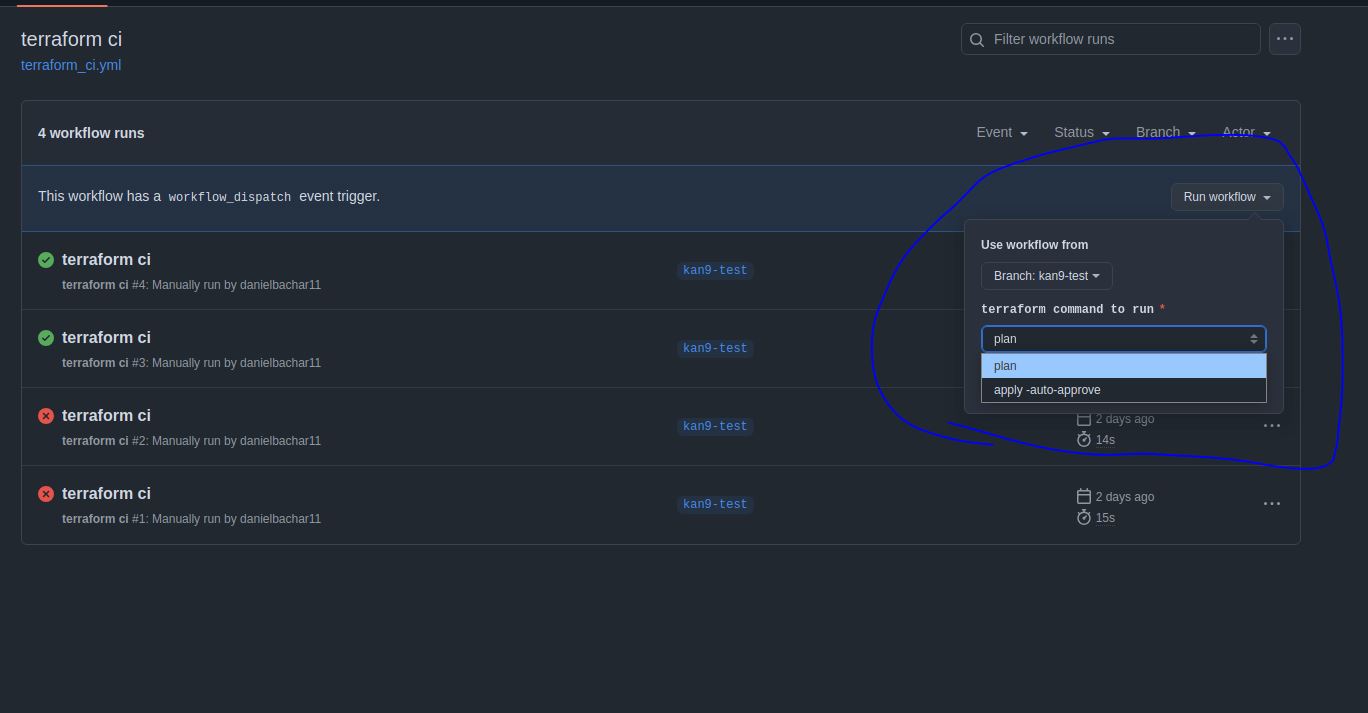 terraform ci
terraform_ci.yml
Filter workflow runs
4 workflow runs
Event Status Branch Actor
This workflow has a workflow_dispatch event trigger.
Run workflow
Use workflow from
Branch: kan9-test
terraform command to run *
plan
plan
apply -auto-approve
terraform ci
terraform ci #4: Manually run by danielbachar11
kan9-test
terraform ci
terraform ci #3: Manually run by danielbachar11
kan9-test
terraform ci
terraform ci #2: Manually run by danielbachar11
kan9-test
2 days ago
14s
terraform ci
terraform ci #1: Manually run by danielbachar11
kan9-test
2 days ago
15s